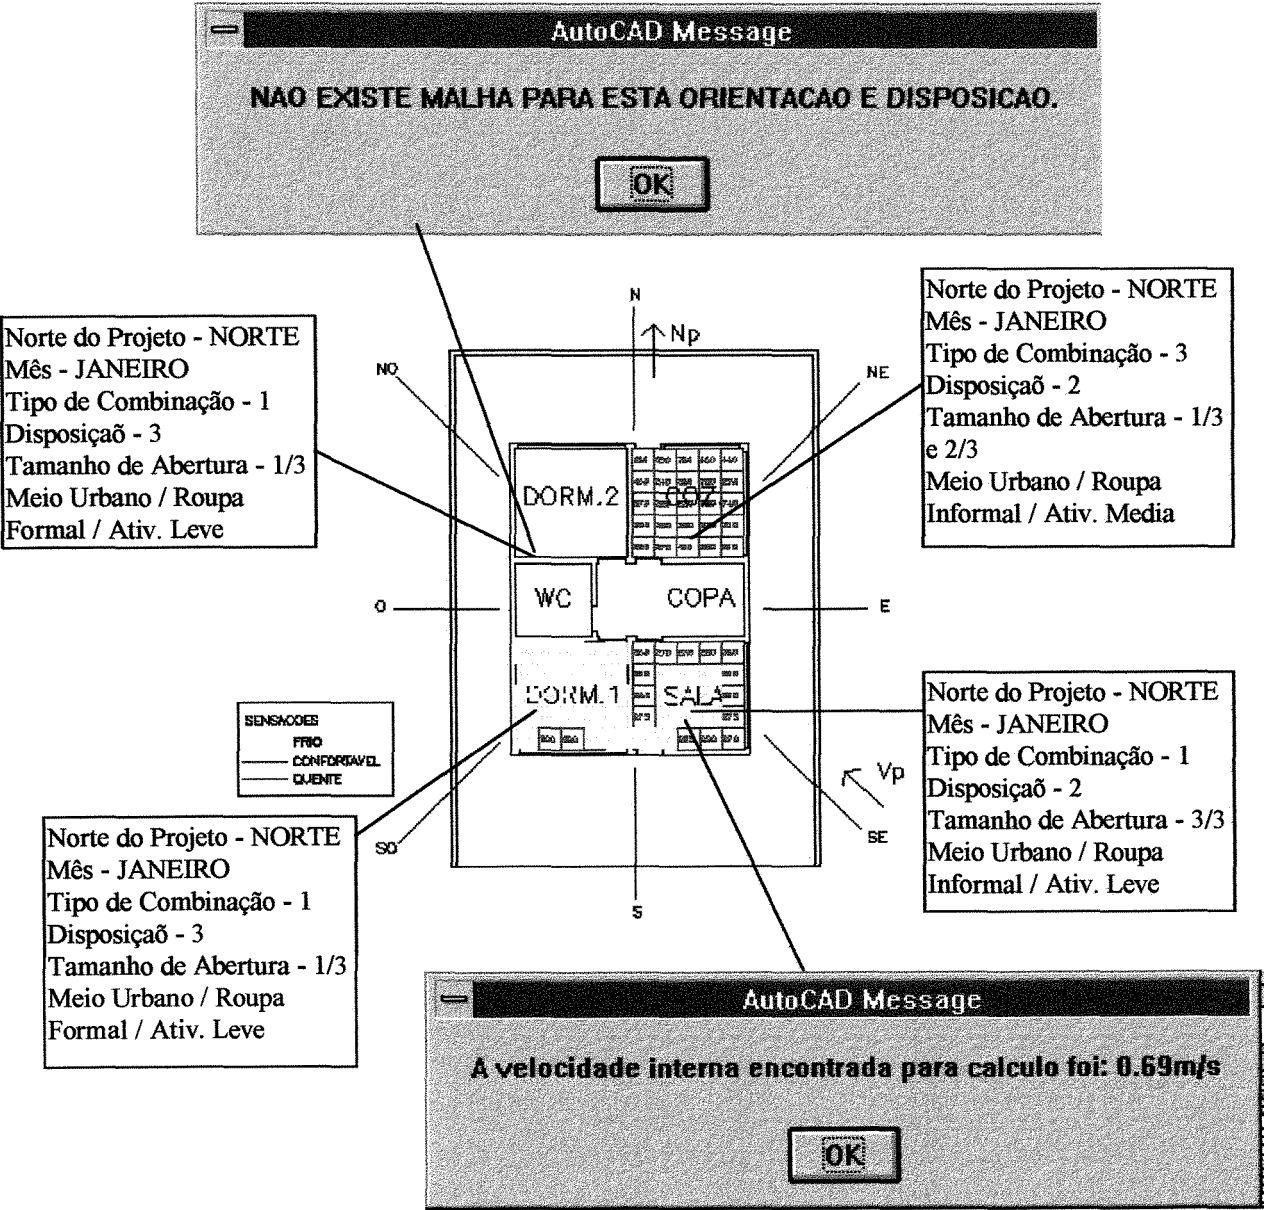 AutoCAD Message
NAO EXISTE MALHA PARA ESTA ORIENTACAO E DISPOSICAO.
OK
Norte do Projeto - NORTE
Mês - JANEIRO
Tipo de Combinação - 1
Disposiçaõ - 3
Tamanho de Abertura - 1/3
Meio Urbano / Roupa
Formal / Ativ. Leve
N
Np
NO
NE
Norte do Projeto - NORTE
Mês - JANEIRO
Tipo de Combinação - 3
Disposiçaõ - 2
Tamanho de Abertura - 1/3
e 2/3
Meio Urbano / Roupa
Informal / Ativ. Media
DORM.2
COZ
O
WC
COPA
E
DORM.1
SALA
SENSACOES
FRIO
CONFORTAVEL
QUENTE
Vp
SO
SE
S
Norte do Projeto - NORTE
Mês - JANEIRO
Tipo de Combinação - 1
Disposiçaõ - 2
Tamanho de Abertura - 3/3
Meio Urbano / Roupa
Informal / Ativ. Leve
Norte do Projeto - NORTE
Mês - JANEIRO
Tipo de Combinação - 1
Disposiçaõ - 3
Tamanho de Abertura - 1/3
Meio Urbano / Roupa
Formal / Ativ. Leve
AutoCAD Message
A velocidade interna encontrada para calculo foi: 0.69m/s
OK